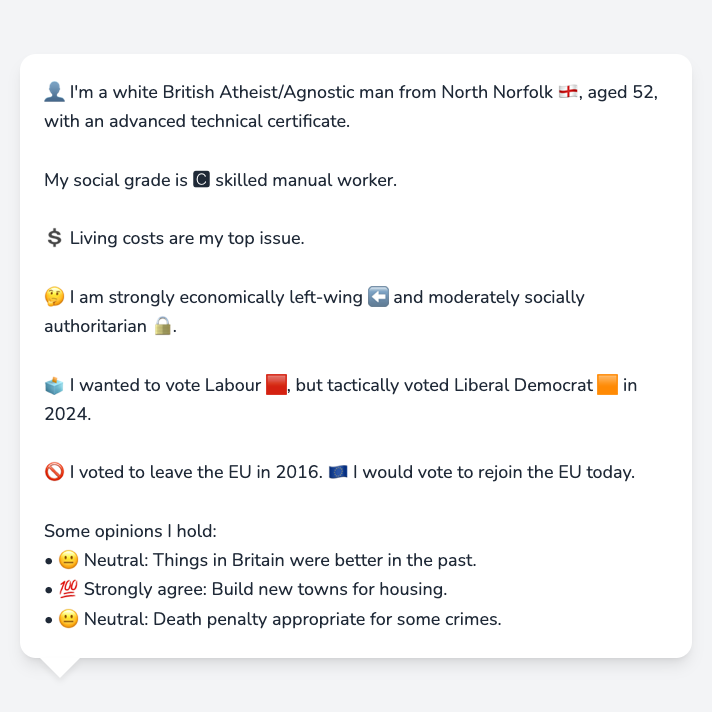 👤 I'm a white British Atheist/Agnostic man from North Norfolk 🏴󠁧󠁢󠁥󠁮󠁧󠁿, aged 52,
with an advanced technical certificate.
My social grade is 🅲 skilled manual worker.
💲 Living costs are my top issue.
🤔 I am strongly economically left-wing ⬅️ and moderately socially
authoritarian 🔒.
🗳️ I wanted to vote Labour 🟥, but tactically voted Liberal Democrat 🟧 in
2024.
🚫 I voted to leave the EU in 2016. 🇪🇺 I would vote to rejoin the EU today.
Some opinions I hold:
• 😐 Neutral: Things in Britain were better in the past.
• 💯 Strongly agree: Build new towns for housing.
• 😐 Neutral: Death penalty appropriate for some crimes.